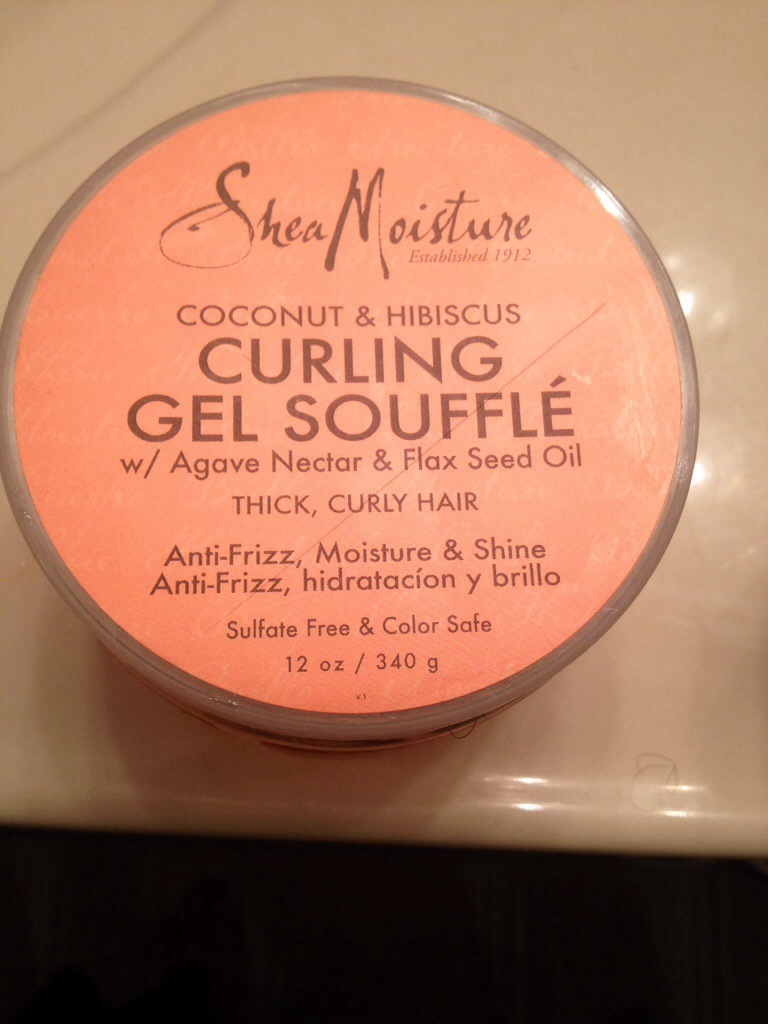 SheaMoisture
Established 1912
COCONUT & HIBISCUS
CURLING
GEL SOUFFLÉ
w/ Agave Nectar & Flax Seed Oil
THICK, CURLY HAIR
Anti-Frizz, Moisture & Shine
Anti-Frizz, hidratacíon y brillo
Sulfate Free & Color Safe
12 oz / 340 g
v.1